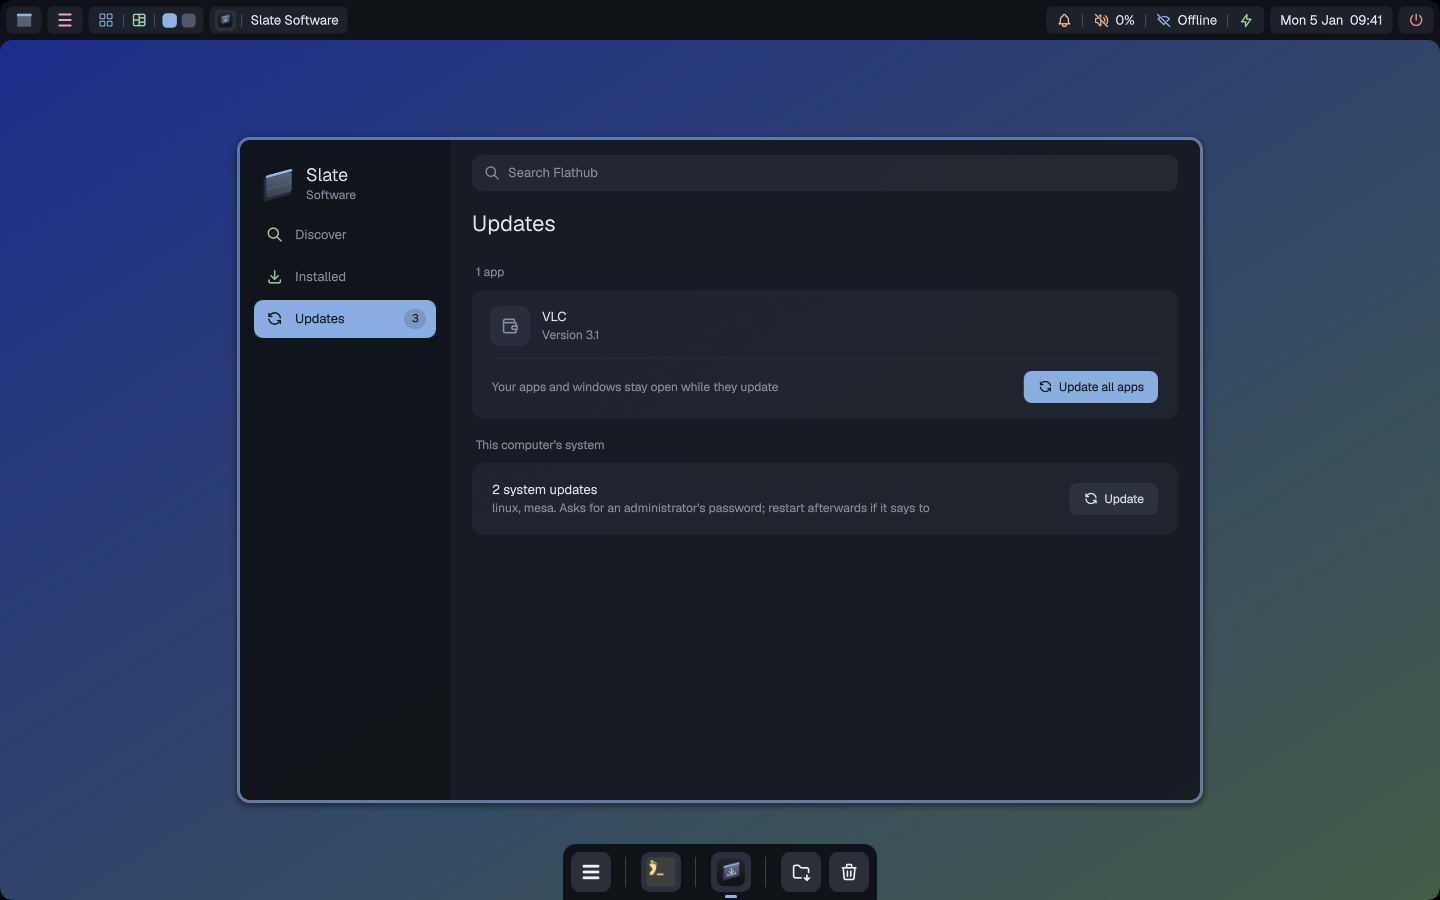 Slate Software
0%
Offline
Mon 5 Jan 09:41
Slate
Software
Discover
Installed
Updates
3
Search Flathub
Updates
1 app
VLC
Version 3.1
Your apps and windows stay open while they update
Update all apps
This computer's system
2 system updates
linux, mesa. Asks for an administrator's password; restart afterwards if it says to
Update